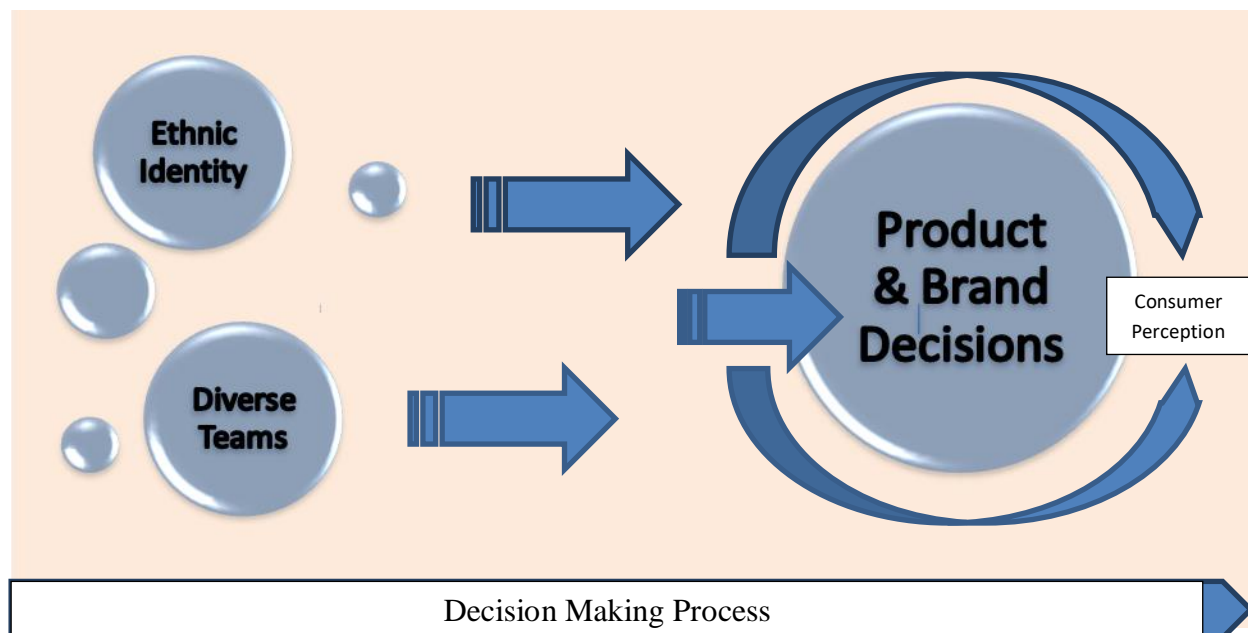 Ethnic
Identity
Diverse
Teams
Product
& Brand
Decisions
Consumer
Perception
Decision Making Process